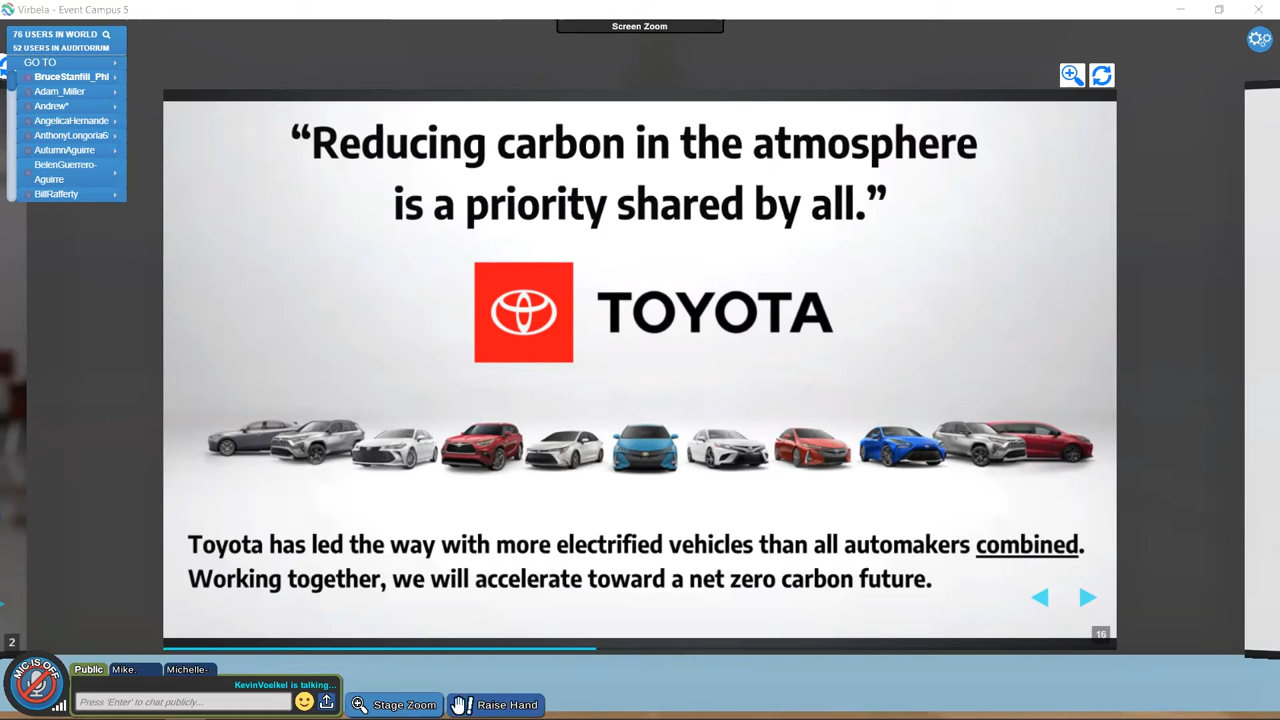 Virbela - Event Campus 5
Screen Zoom
76 USERS IN WORLD
52 USERS IN AUDITORIUM
GO TO
BruceStanfill_Phi
Adam_Miller
Andrew*
AngelicaHernande
AnthonyLongoria6
AutumnAguirre
BelenGuerrero-
Aguirre
BillRafferty
“Reducing carbon in the atmosphere
is a priority shared by all.”
TOYOTA
Toyota has led the way with more electrified vehicles than all automakers combined.
Working together, we will accelerate toward a net zero carbon future.
16
2
MIC IS OFF
Public Mike. Michelle-
KevinVoelkel is talking...
Press 'Enter' to chat publicly...
Stage Zoom
Raise Hand